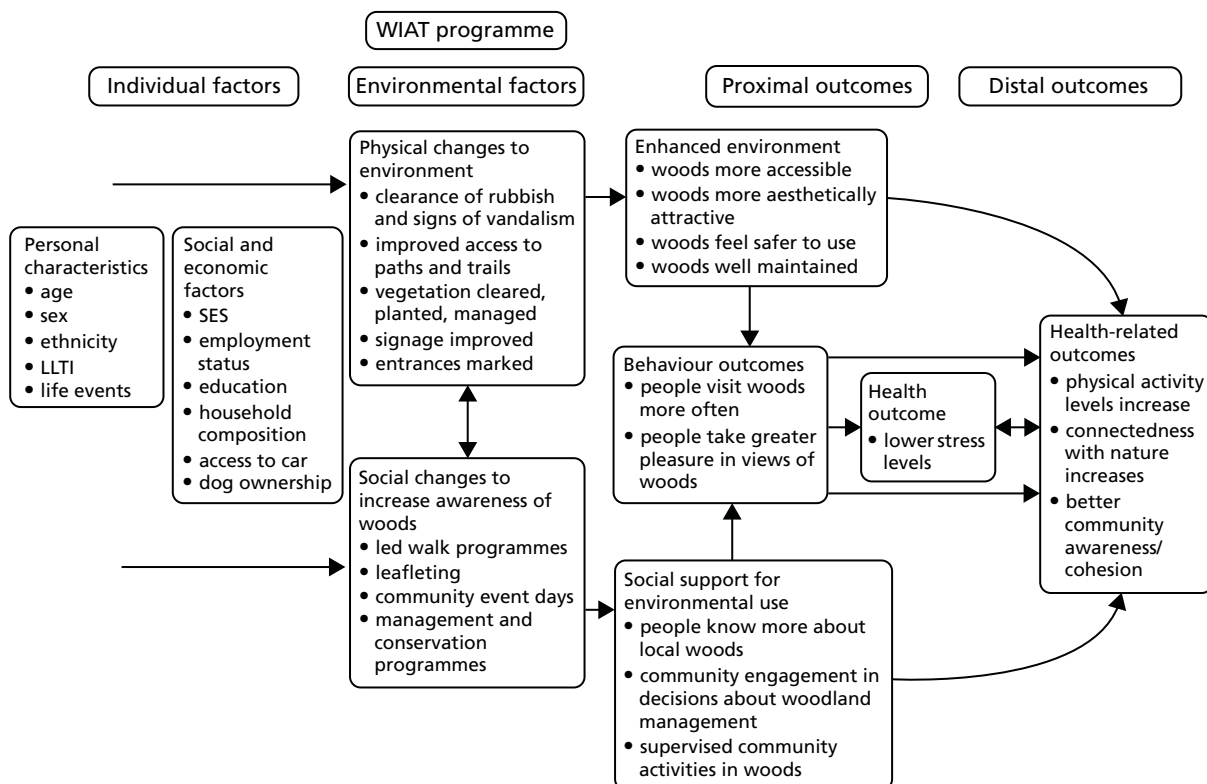 WIAT programme
Individual factors
Environmental factors
Proximal outcomes
Distal outcomes
Personal
characteristics
• age
• sex
• ethnicity
• LLTI
• life events
Social and
economic
factors
• SES
• employment
status
• education
• household
composition
• access to car
• dog ownership
Physical changes to
environment
• clearance of rubbish
and signs of vandalism
• improved access to
paths and trails
• vegetation cleared,
planted, managed
• signage improved
• entrances marked
Social changes to
increase awareness of
woods
• led walk programmes
• leafleting
• community event days
• management and
conservation
programmes
Enhanced environment
• woods more accessible
• woods more aesthetically
attractive
• woods feel safer to use
• woods well maintained
Behaviour outcomes
• people visit woods
more often
• people take greater
pleasure in views of
woods
Social support for
environmental use
• people know more about
local woods
• community engagement in
decisions about woodland
management
• supervised community
activities in woods
Health
outcome
• lower stress
levels
Health-related
outcomes
• physical activity
levels increase
• connectedness
with nature
increases
• better
community
awareness/
cohesion